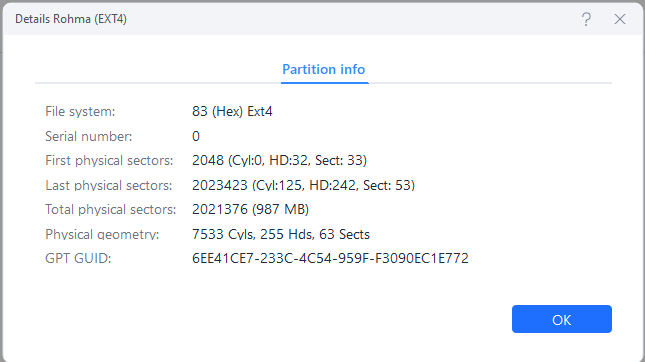 Details Rohma (EXT4)
?
Partition info
File system: 83 (Hex) Ext4
Serial number: 0
First physical sectors: 2048 (Cyl:0, HD:32, Sect: 33)
Last physical sectors: 2023423 (Cyl:125, HD:242, Sect: 53)
Total physical sectors: 2021376 (987 MB)
Physical geometry: 7533 Cyls, 255 Hds, 63 Sects
GPT GUID: 6EE41CE7-233C-4C54-959F-F3090EC1E772
OK